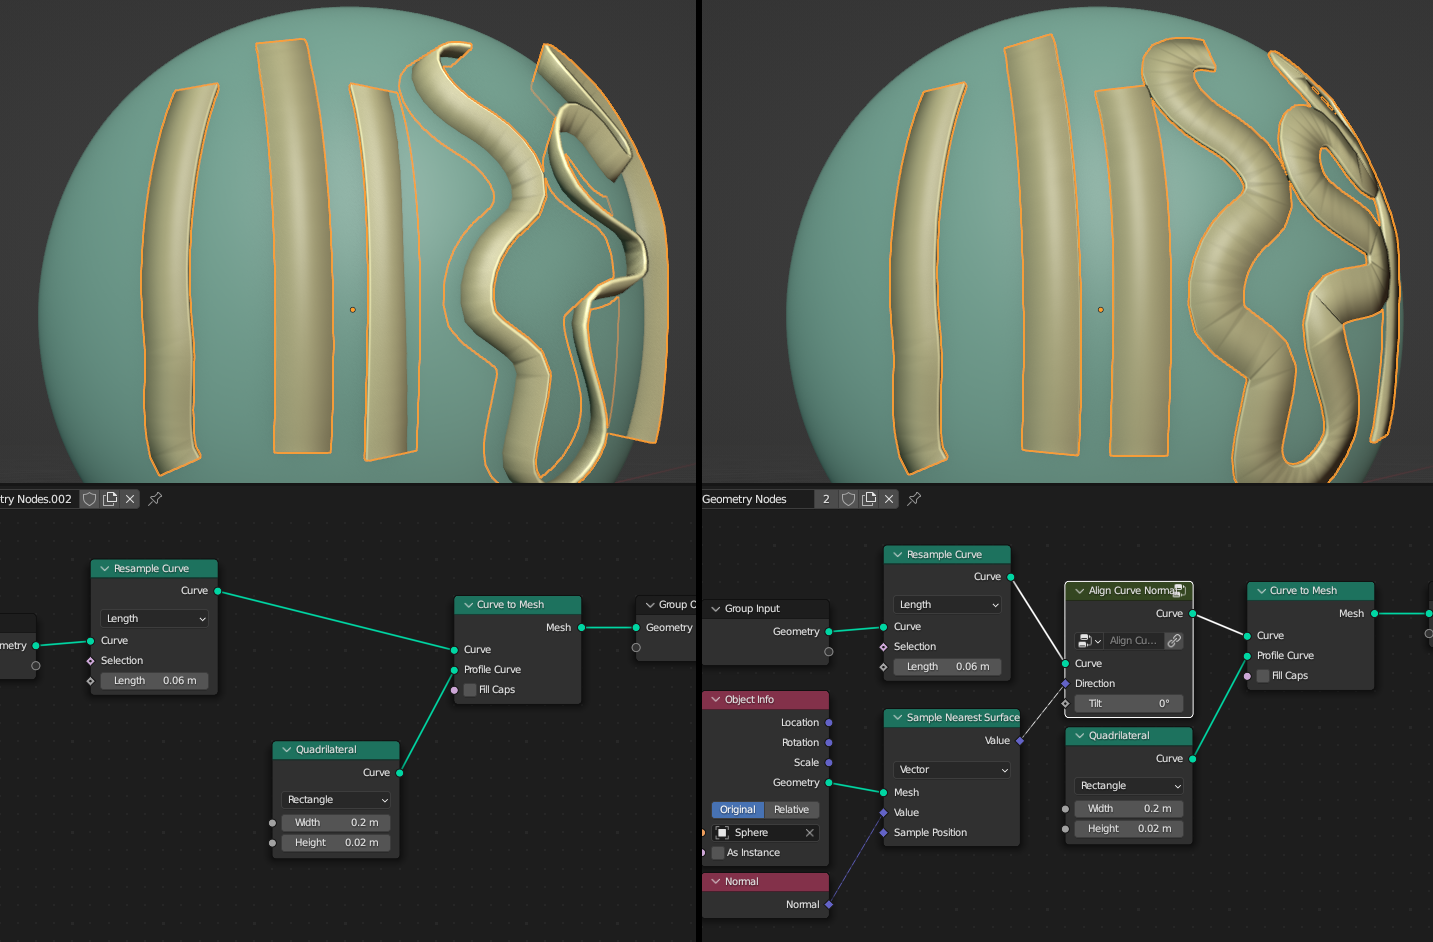 try Nodes.002
Resample Curve
Curve
Length
Curve
Selection
Length 0.06 m
metry
Curve to Mesh
Mesh
Curve
Profile Curve
Fill Caps
Group O
Geometry
Quadrilateral
Curve
Rectangle
Width 0.2 m
Height 0.02 m
Geometry Nodes 2
Group Input
Geometry
Resample Curve
Curve
Length
Curve
Selection
Length 0.06 m
Align Curve Norma
Curve
Align Cu...
Curve
Direction
Tilt 0°
Curve to Mesh
Mesh
Curve
Profile Curve
Fill Caps
Object Info
Location
Rotation
Scale
Geometry
Original Relative
Sphere
As Instance
Normal
Normal
Sample Nearest Surface
Value
Vector
Mesh
Value
Sample Position
Quadrilateral
Curve
Rectangle
Width 0.2 m
Height 0.02 m